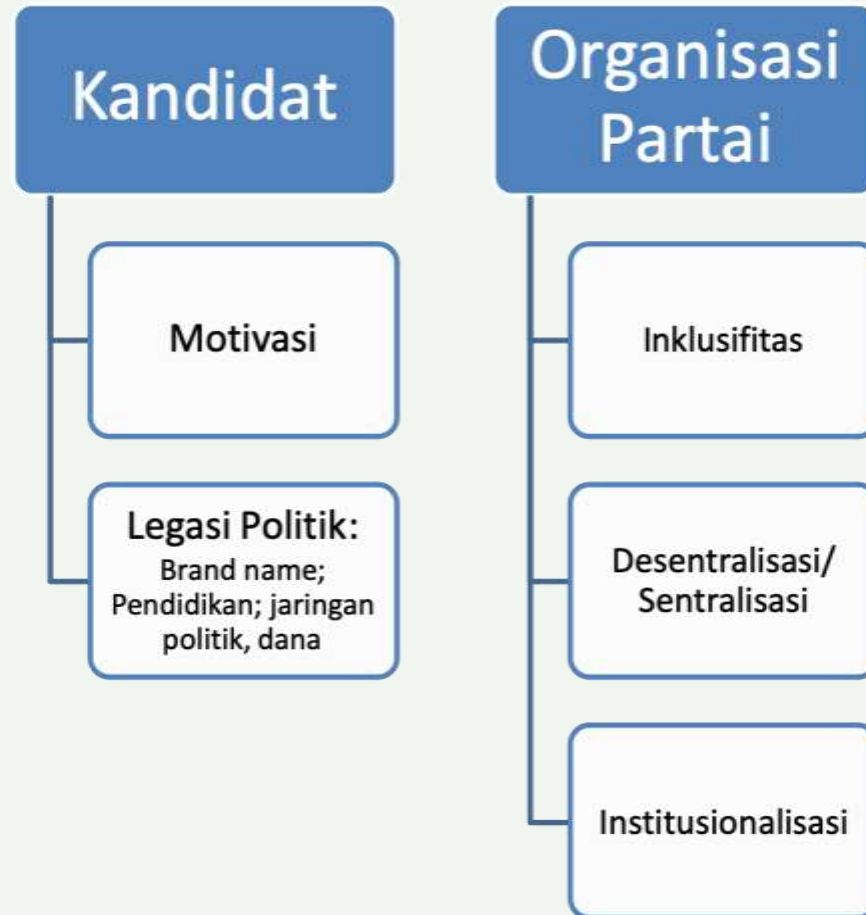 Kandidat
Motivasi
Legasi Politik:
Brand name;
Pendidikan; jaringan
politik, dana
Organisasi
Partai
Inklusifitas
Desentralisasi/
Sentralisasi
Institusionalisasi